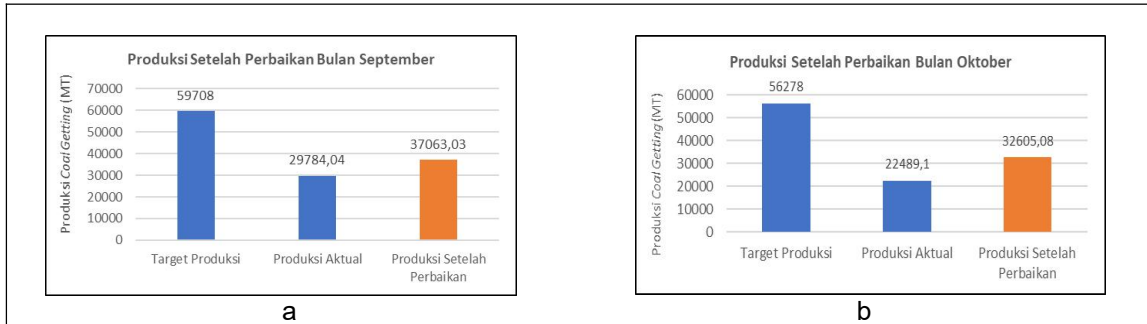 Produksi Setelah Perbaikan Bulan September
Produksi Coal Getting (MT)
70000
60000
50000
40000
30000
20000
10000
0
59708
29784,04
37063,03
Target Produksi
Produksi Aktual
Produksi Setelah
Perbaikan
a
Produksi Setelah Perbaikan Bulan Oktober
Produksi Coal Getting (MT)
60000
50000
40000
30000
20000
10000
0
56278
22489,1
32605,08
Target Produksi
Produksi Aktual
Produksi Setelah
Perbaikan
b